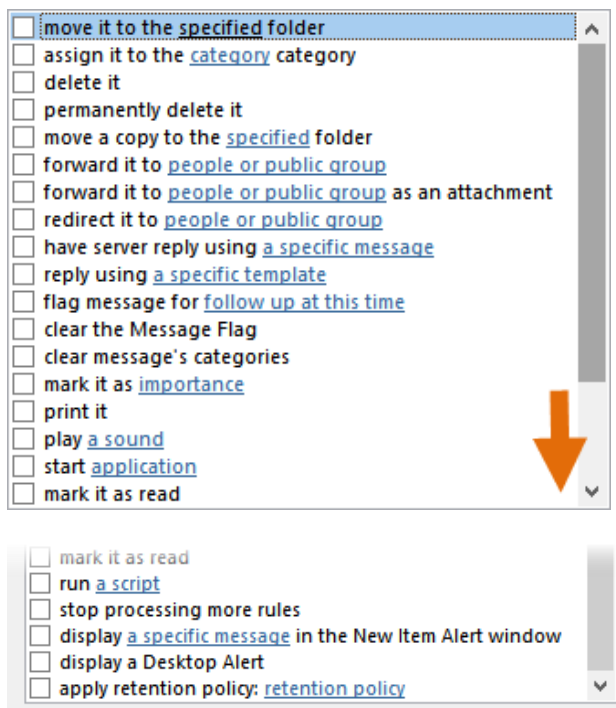 move it to the specified folder
assign it to the category category
delete it
permanently delete it
move a copy to the specified folder
forward it to people or public group
forward it to people or public group as an attachment
redirect it to people or public group
have server reply using a specific message
reply using a specific template
flag message for follow up at this time
clear the Message Flag
clear message's categories
mark it as importance
print it
play a sound
start application
mark it as read
mark it as read
run a script
stop processing more rules
display a specific message in the New Item Alert window
display a Desktop Alert
apply retention policy: retention policy